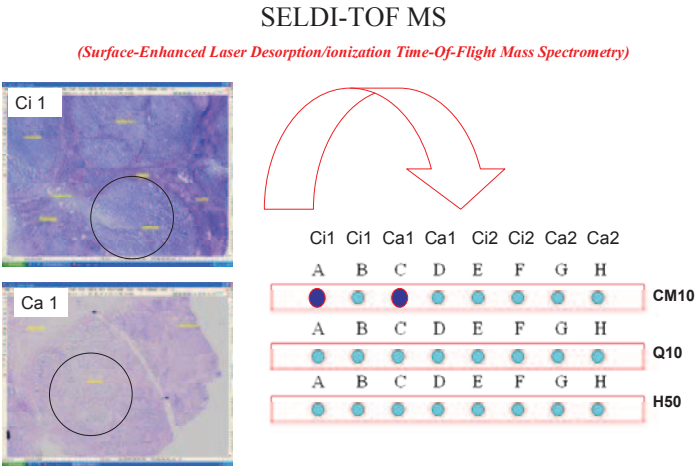 SELDI-TOF MS
(Surface-Enhanced Laser Desorption/ionization Time-Of-Flight Mass Spectrometry)
Ci 1
Ca 1
Ci1 Ci1 Ca1 Ca1 Ci2 Ci2 Ca2 Ca2
A B C D E F G H
CM10
A B C D E F G H
Q10
A B C D E F G H
H50